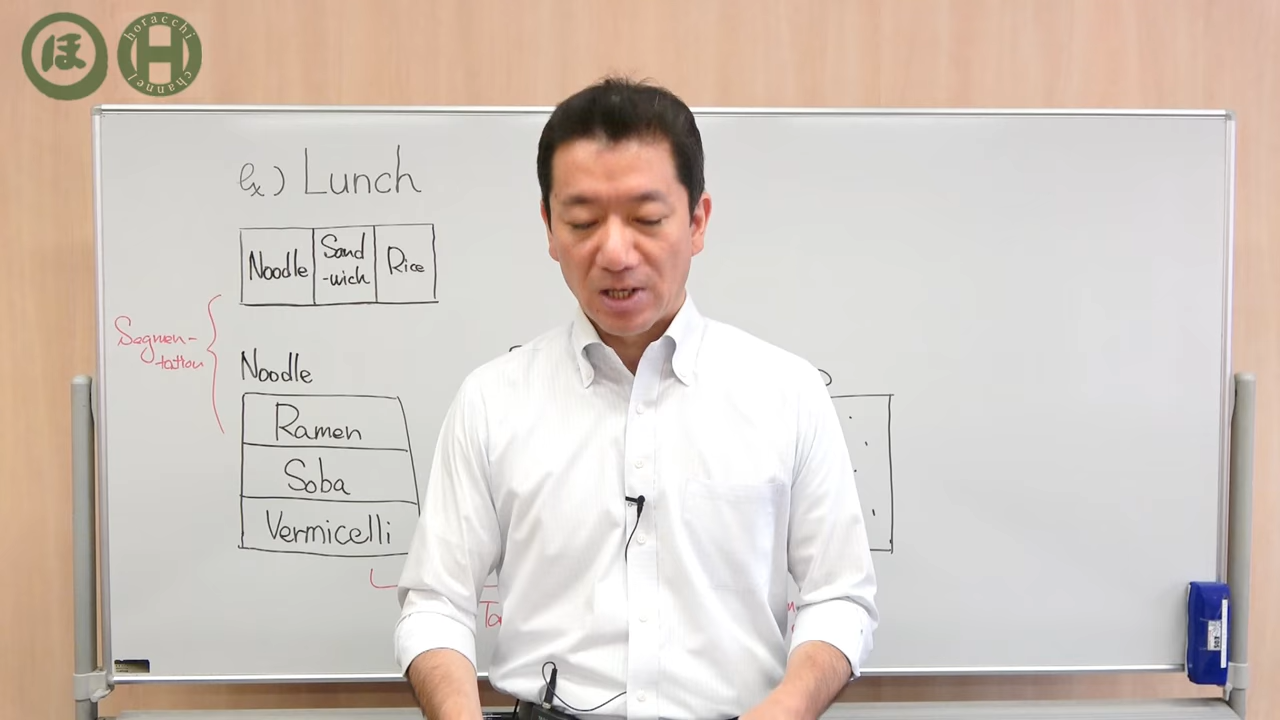 ほ
horacchi
H
channel
ex) Lunch
Noodle
Sand
-wich
Rice
Segmen-
tation
Noodle
Ramen
Soba
Vermicelli